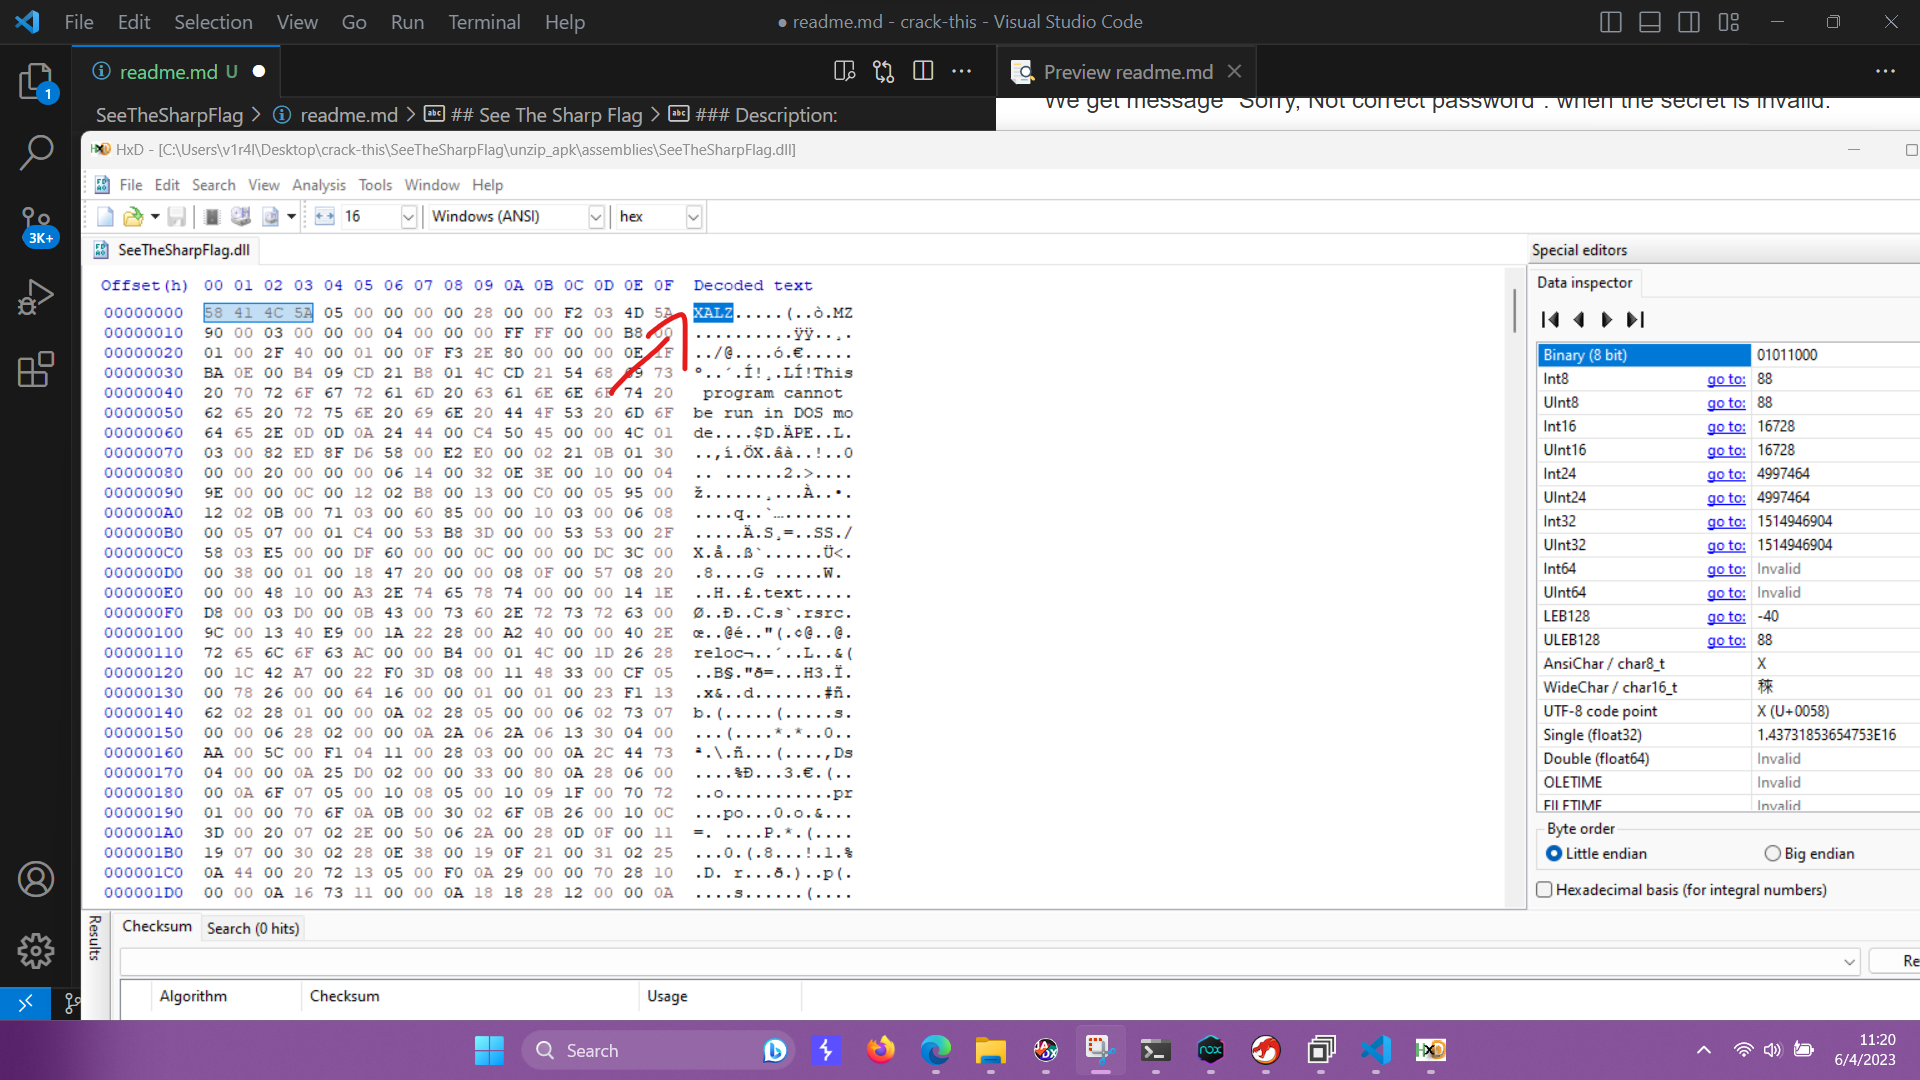 File Edit Selection View Go Run Terminal Help
● readme.md - crack-this - Visual Studio Code
readme.md U
Preview readme.md
SeeTheSharpFlag > readme.md > ## See The Sharp Flag > ### Description:
We get message "Sorry, Not correct password". when the secret is invalid.
1
3K+
HxD - [C:\Users\v1r4l\Desktop\crack-this\SeeTheSharpFlag\unzip_apk\assemblies\SeeTheSharpFlag.dll]
File Edit Search View Analysis Tools Window Help
16 Windows (ANSI) hex
SeeTheSharpFlag.dll
Offset(h) 00 01 02 03 04 05 06 07 08 09 0A 0B 0C 0D 0E 0F Decoded text
00000000 58 41 4C 5A 05 00 00 00 00 28 00 00 F2 03 4D 5A XALZ.....(..ò.MZ
00000010 90 00 03 00 00 00 04 00 00 00 FF FF 00 00 B8 00 ..........ÿÿ..¸.
00000020 01 00 2F 40 00 01 00 0F F3 2E 80 00 00 00 0E 1F ../@....ó.€.....
00000030 BA 0E 00 B4 09 CD 21 B8 01 4C CD 21 54 68 69 73 º..´.Í!¸.LÍ!This
00000040 20 70 72 6F 67 72 61 6D 20 63 61 6E 6E 6F 74 20 program cannot
00000050 62 65 20 72 75 6E 20 69 6E 20 44 4F 53 20 6D 6F be run in DOS mo
00000060 64 65 2E 0D 0D 0A 24 44 00 C4 50 45 00 00 4C 01 de....$D.ÄPE..L.
00000070 03 00 82 ED 8F D6 58 00 E2 E0 00 02 21 0B 01 30 ..‚í.ÖX.âà..!..0
00000080 00 00 20 00 00 00 06 14 00 32 0E 3E 00 10 00 04 .. ......2.>....
00000090 9E 00 00 0C 00 12 02 B8 00 13 00 C0 00 05 95 00 ž......¸...À..•.
000000A0 12 02 0B 00 71 03 00 60 85 00 00 10 03 00 06 08 ....q..`….......
000000B0 00 05 07 00 01 C4 00 53 B8 3D 00 00 53 53 00 2F .....Ä.S¸=..SS./
000000C0 58 03 E5 00 00 DF 60 00 00 0C 00 00 00 DC 3C 00 X.å..ß`......Ü<.
000000D0 00 38 00 01 00 18 47 20 00 00 08 0F 00 57 08 20 .8....G .....W.
000000E0 00 00 48 10 00 A3 2E 74 65 78 74 00 00 00 14 1E ..H..£.text.....
000000F0 D8 00 03 D0 00 0B 43 00 73 60 2E 72 73 72 63 00 Ø..Ð..C.s`.rsrc.
00000100 9C 00 13 40 E9 00 1A 22 28 00 A2 40 00 00 40 2E œ..@é.."(.¢@..@.
00000110 72 65 6C 6F 63 AC 00 00 B4 00 01 4C 00 1D 26 28 reloc¬..´..L..&(
00000120 00 1C 42 A7 00 22 F0 3D 08 00 11 48 33 00 CF 05 ..B§."ð=...H3.Ï.
00000130 00 78 26 00 00 64 16 00 00 01 00 01 00 23 F1 13 .x&..d.......#ñ.
00000140 62 02 28 01 00 00 0A 02 28 05 00 00 06 02 73 07 b.(.....(.....s.
00000150 00 00 06 28 02 00 00 0A 2A 06 2A 06 13 30 04 00 ...(....*.*..0..
00000160 AA 00 5C 00 F1 04 11 00 28 03 00 00 0A 2C 44 73 ª.\.ñ...(....,Ds
00000170 04 00 00 0A 25 D0 02 00 00 33 00 80 0A 28 06 00 ....%Ð...3.€.(..
00000180 00 0A 6F 07 05 00 10 08 05 00 10 09 1F 00 70 72 ..o...........pr
00000190 01 00 00 70 6F 0A 0B 00 30 02 6F 0B 26 00 10 0C ...po...0.o.&...
000001A0 3D 00 20 07 02 2E 00 50 06 2A 00 28 0D 0F 00 11 =. ....P.*.(....
000001B0 19 07 00 30 02 28 0E 38 00 19 0F 21 00 31 02 25 ...0.(.8...!.1.%
000001C0 0A 44 00 20 72 13 05 00 F0 0A 29 00 00 70 28 10 .D. r...ð.)..p(.
000001D0 00 00 0A 16 73 11 00 00 0A 18 18 28 12 00 00 0A ....s......(....
Special editors
Data inspector
Binary (8 bit) 01011000
Int8 go to: 88
UInt8 go to: 88
Int16 go to: 16728
UInt16 go to: 16728
Int24 go to: 4997464
UInt24 go to: 4997464
Int32 go to: 1514946904
UInt32 go to: 1514946904
Int64 go to: Invalid
UInt64 go to: Invalid
LEB128 go to: -40
ULEB128 go to: 88
AnsiChar / char8_t X
WideChar / char16_t
UTF-8 code point X (U+0058)
Single (float32) 1.43731853654753E16
Double (float64) Invalid
OLETIME Invalid
FILETIME Invalid
Byte order
Little endian Big endian
Hexadecimal basis (for integral numbers)
Results
Checksum Search (0 hits)
Re
Algorithm Checksum Usage
Search
nox
11:20
6/4/2023